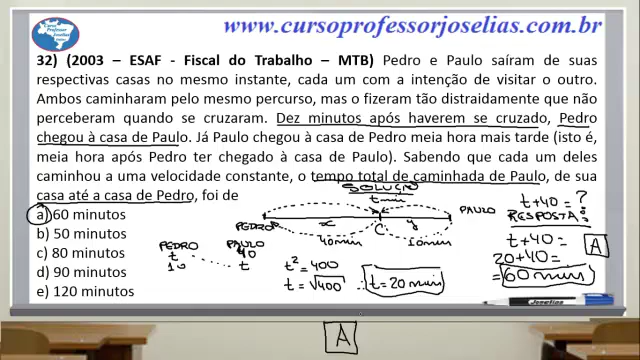 Curso
Professor
Joselias
www.cursoprofessorjoselias.com.br
32) (2003 – ESAF - Fiscal do Trabalho – MTB) Pedro e Paulo saíram de suas
respectivas casas no mesmo instante, cada um com a intenção de visitar o outro.
Ambos caminharam pelo mesmo percurso, mas o fizeram tão distraidamente que não
perceberam quando se cruzaram. Dez minutos após haverem se cruzado, Pedro
chegou à casa de Paulo. Já Paulo chegou à casa de Pedro meia hora mais tarde (isto é,
meia hora após Pedro ter chegado à casa de Paulo). Sabendo que cada um deles
caminhou a uma velocidade constante, o tempo total de caminhada de Paulo, de sua
casa até a casa de Pedro, foi de
a) 60 minutos
b) 50 minutos
c) 80 minutos
d) 90 minutos
e) 120 minutos
SOLUÇÃO
t min
PEDRO
x
y
PAULO
C
40min
10min
PEDRO PAULO
t 40
10 t
t² = 400
t = √400 ∴ t = 20 min
t+40 = ?
RESPOSTA:
t+40 =
20+40 =
= 60 min
A
Joselias
A